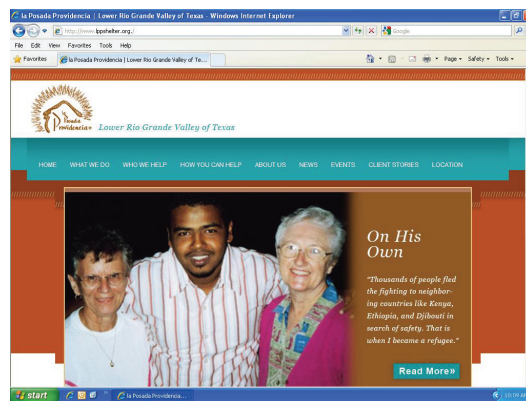 La Posada Providencia | Lower Rio Grande Valley of Texas - Windows Internet Explorer
http://www.lppshelter.org./
Google
File Edit View Favorites Tools Help
Favorites la Posada Providencia | Lower Rio Grande Valley of Te... Page Safety Tools
la Posada
Providencia
Lower Rio Grande Valley of Texas
HOME WHAT WE DO WHO WE HELP HOW YOU CAN HELP ABOUT US NEWS EVENTS CLIENT STORIES LOCATION
On His
Own
"Thousands of people fled
the fighting to neighbor-
ing countries like Kenya,
Ethiopia, and Djibouti in
search of safety. That is
when I became a refugee."
Read More»
start la Posada Providencia... 10:09 AM